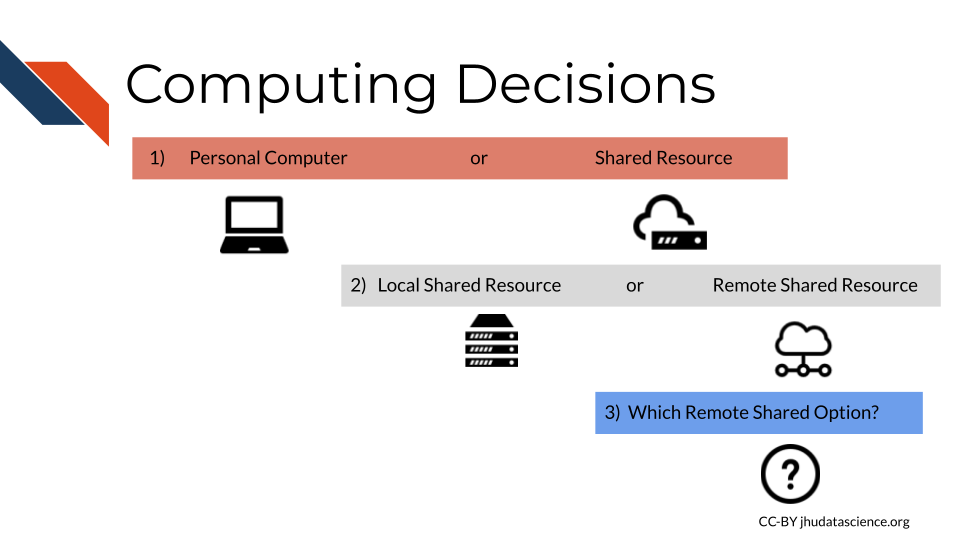 Computing Decisions
1) Personal Computer or Shared Resource
2) Local Shared Resource or Remote Shared Resource
3) Which Remote Shared Option?
?
CC-BY jhudatascience.org